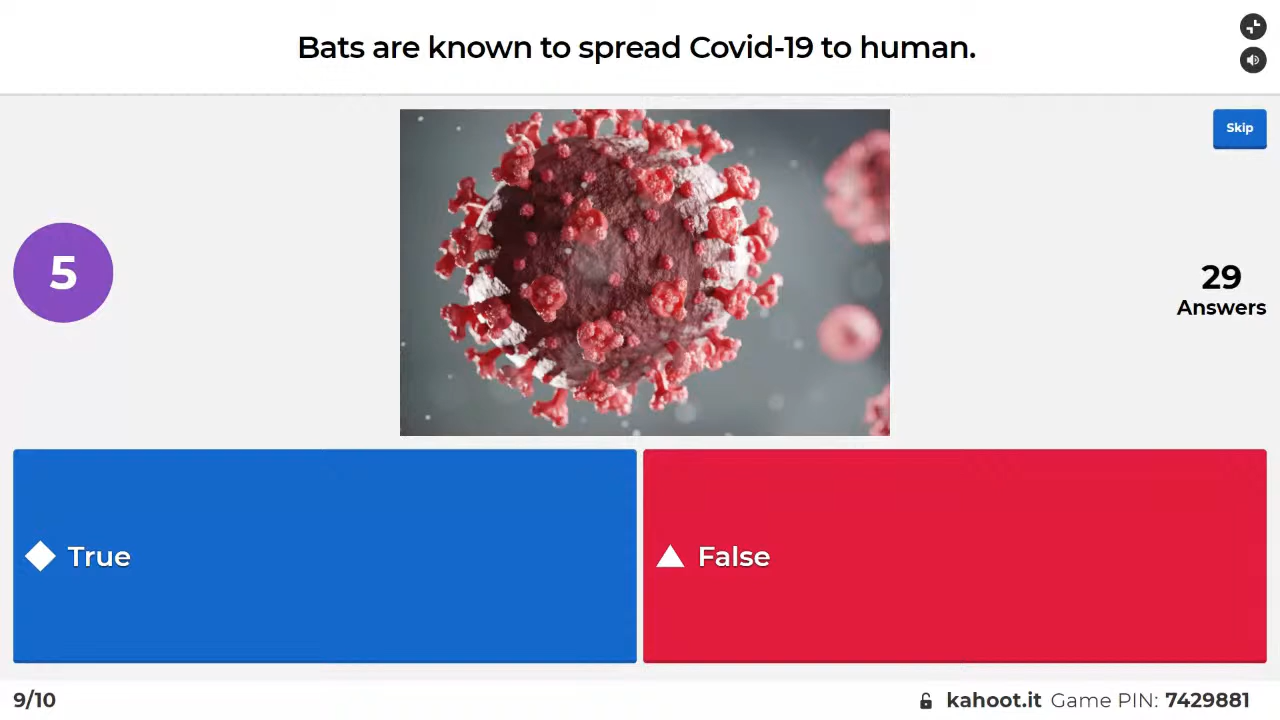 Bats are known to spread Covid-19 to human.
Skip
5
29
Answers
True
False
9/10
kahoot.it Game PIN: 7429881